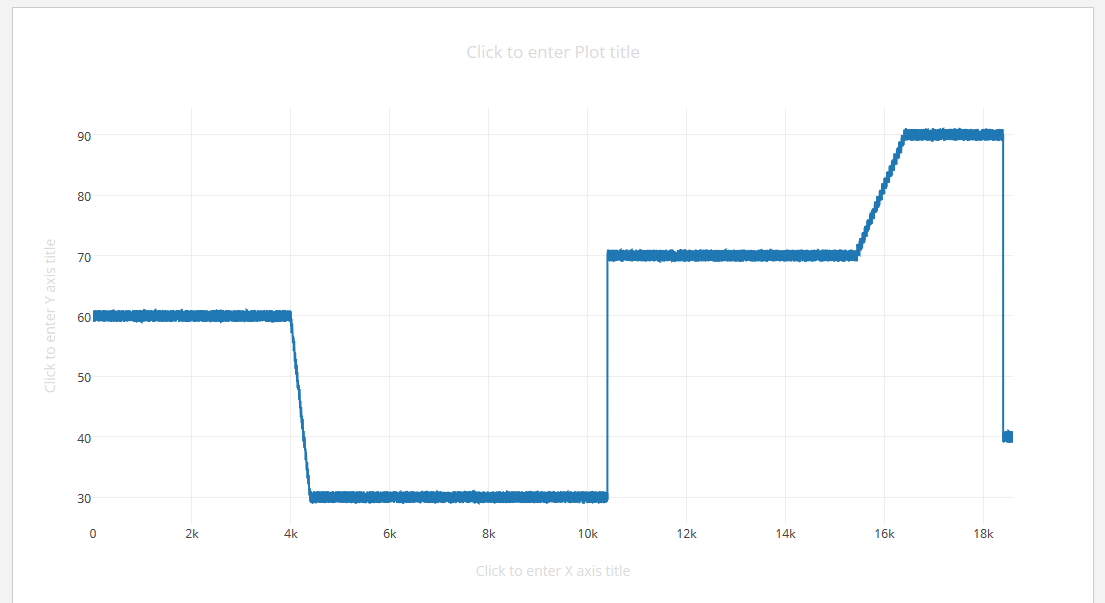 Click to enter Plot title
Click to enter Y axis title
90
80
70
60
50
40
30
0 2k 4k 6k 8k 10k 12k 14k 16k 18k
Click to enter X axis title